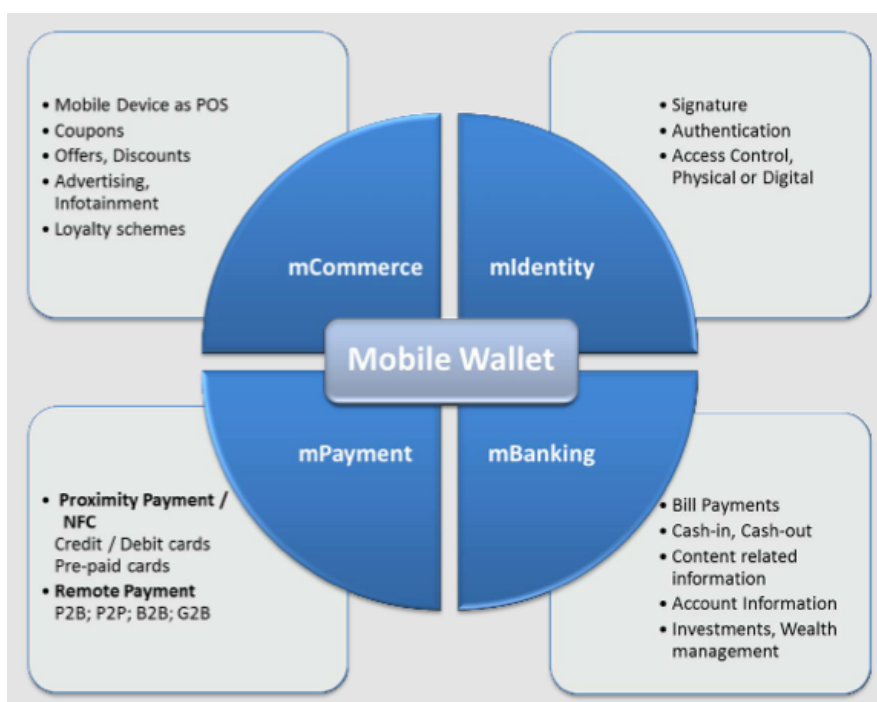 • Mobile Device as POS
• Coupons
• Offers, Discounts
• Advertising,
Infotainment
• Loyalty schemes
• Signature
• Authentication
• Access Control,
Physical or Digital
mCommerce
mIdentity
Mobile Wallet
mPayment
mBanking
• Proximity Payment /
NFC
Credit / Debit cards
Pre-paid cards
• Remote Payment
P2B; P2P; B2B; G2B
• Bill Payments
• Cash-in, Cash-out
• Content related
information
• Account Information
• Investments, Wealth
management